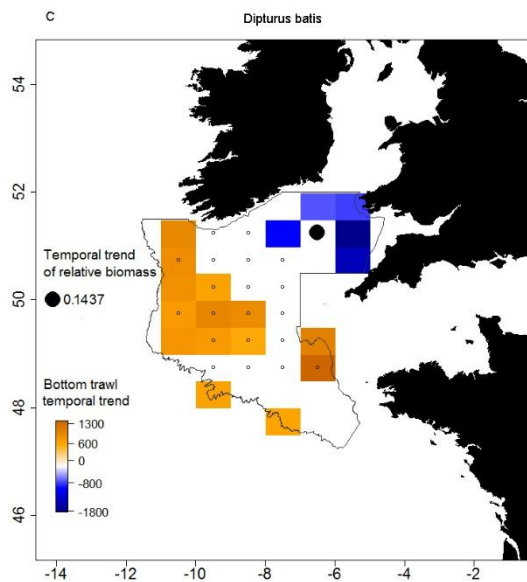 C
Dipturus batis
54
52
50
48
46
Temporal trend
of relative biomass
0.1437
Bottom trawl
temporal trend
1300
600
0
-800
-1800
-14 -12 -10 -8 -6 -4 -2